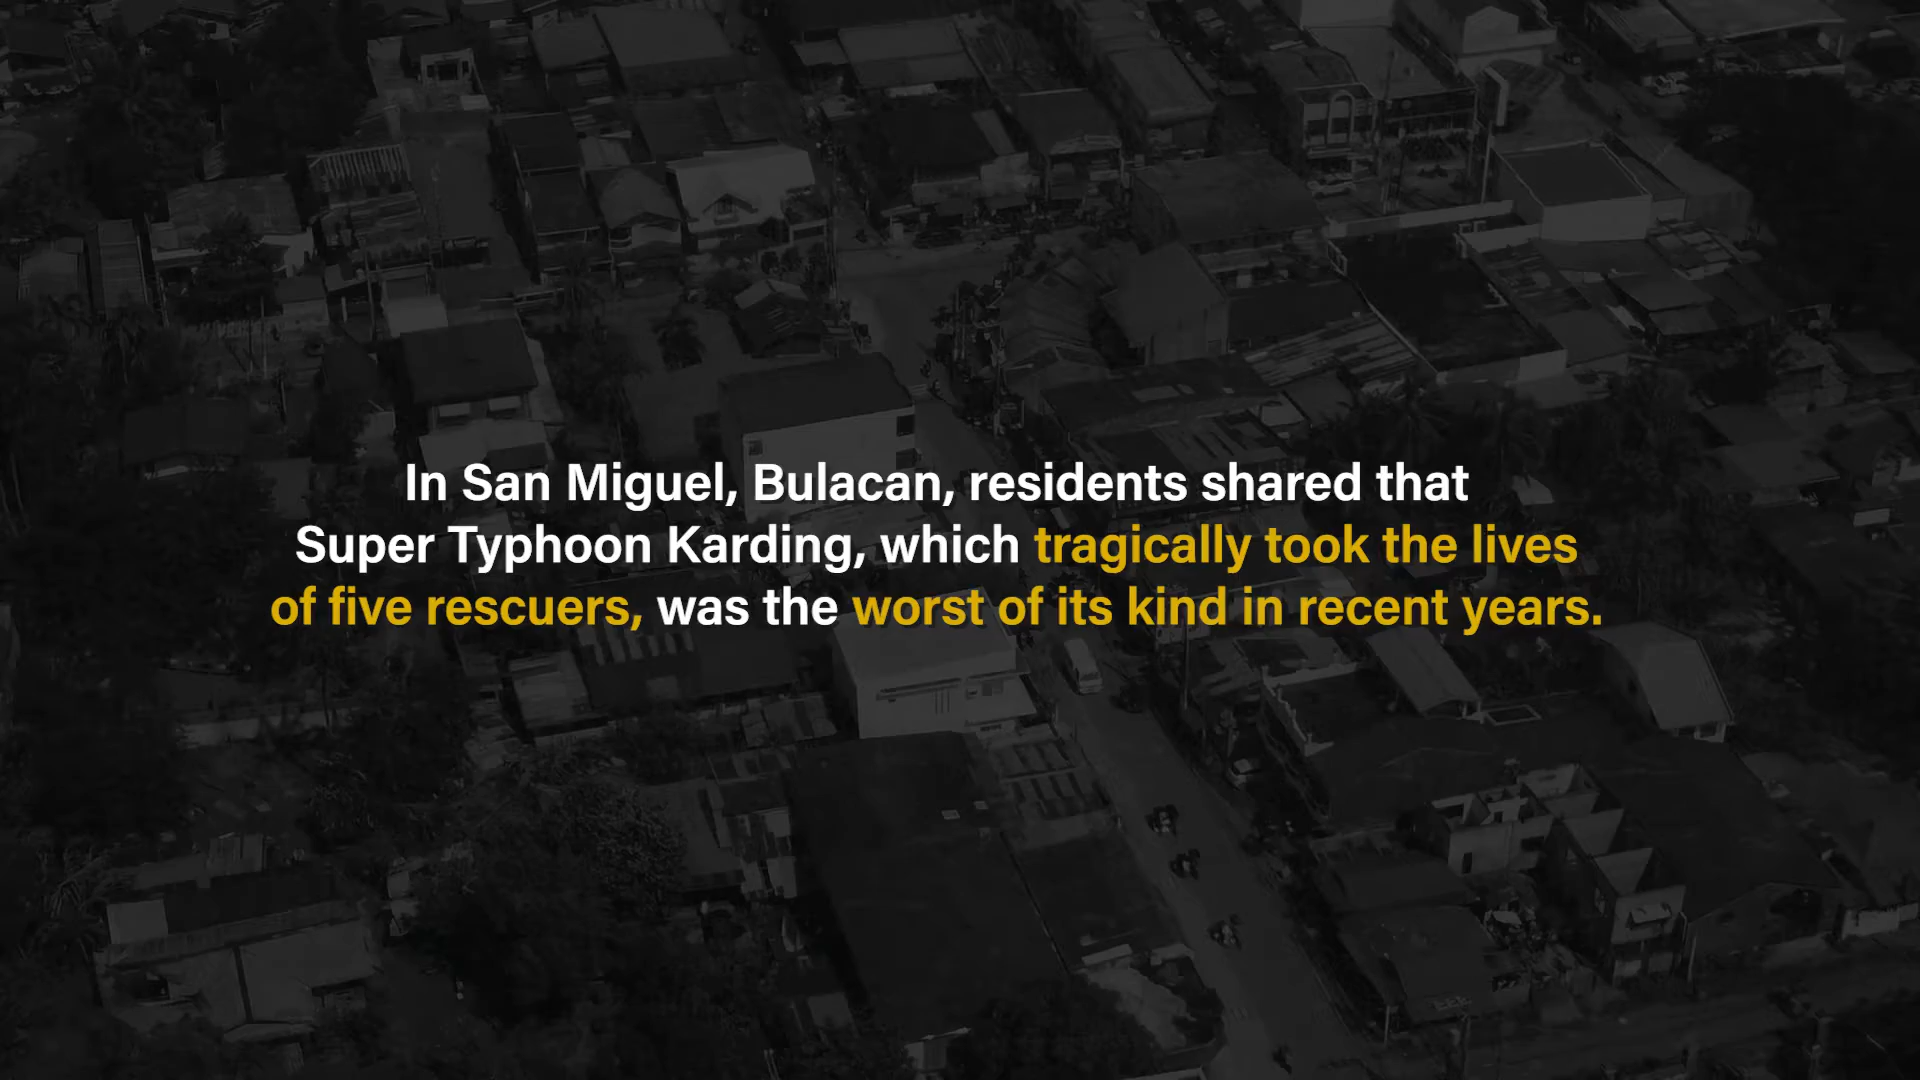 In San Miguel, Bulacan, residents shared that
Super Typhoon Karding, which tragically took the lives
of five rescuers, was the worst of its kind in recent years.